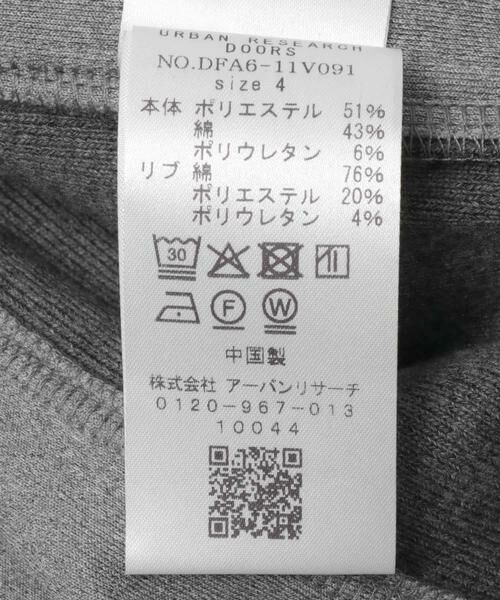 URBAN RESEARCH
DOORS
NO.DFA6-11V091
size 4
本体 ポリエステル 51%
綿 43%
ポリウレタン 6%
リブ 綿 76%
ポリエステル 20%
ポリウレタン 4%
30
F W
中国製
株式会社 アーバンリサーチ
0120-967-013
10044